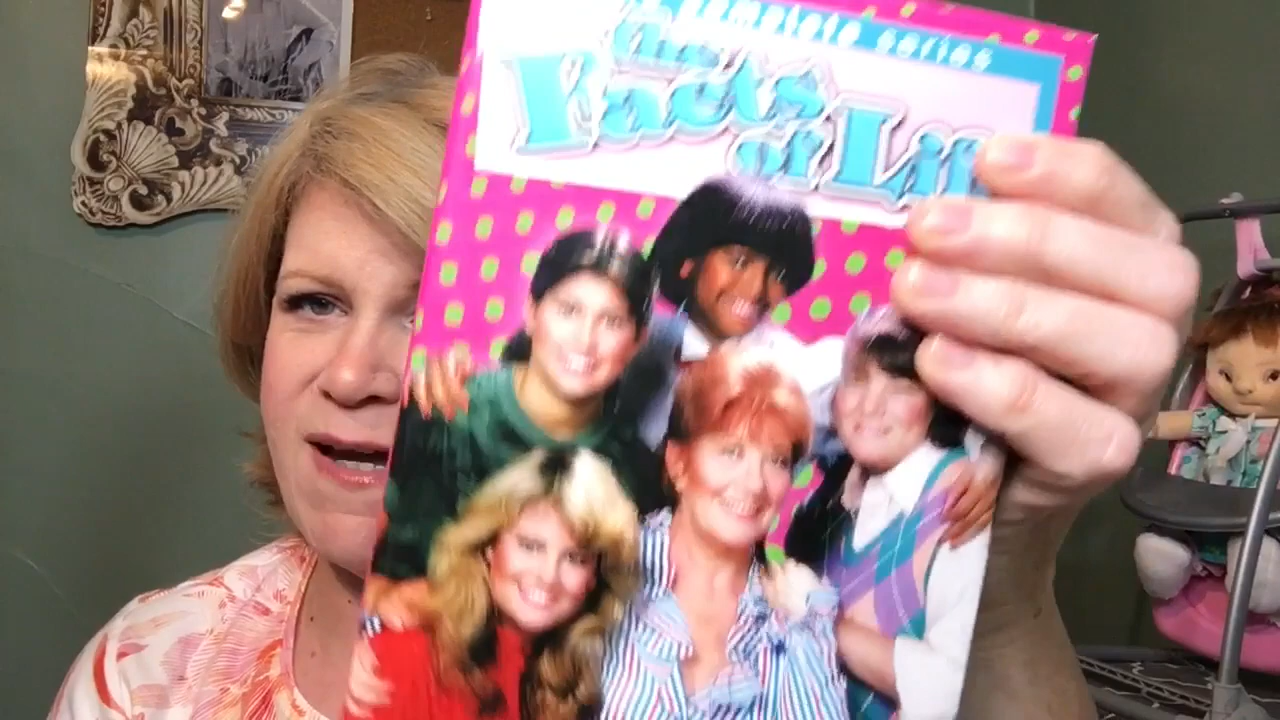 complete series
the
Facts
of Life